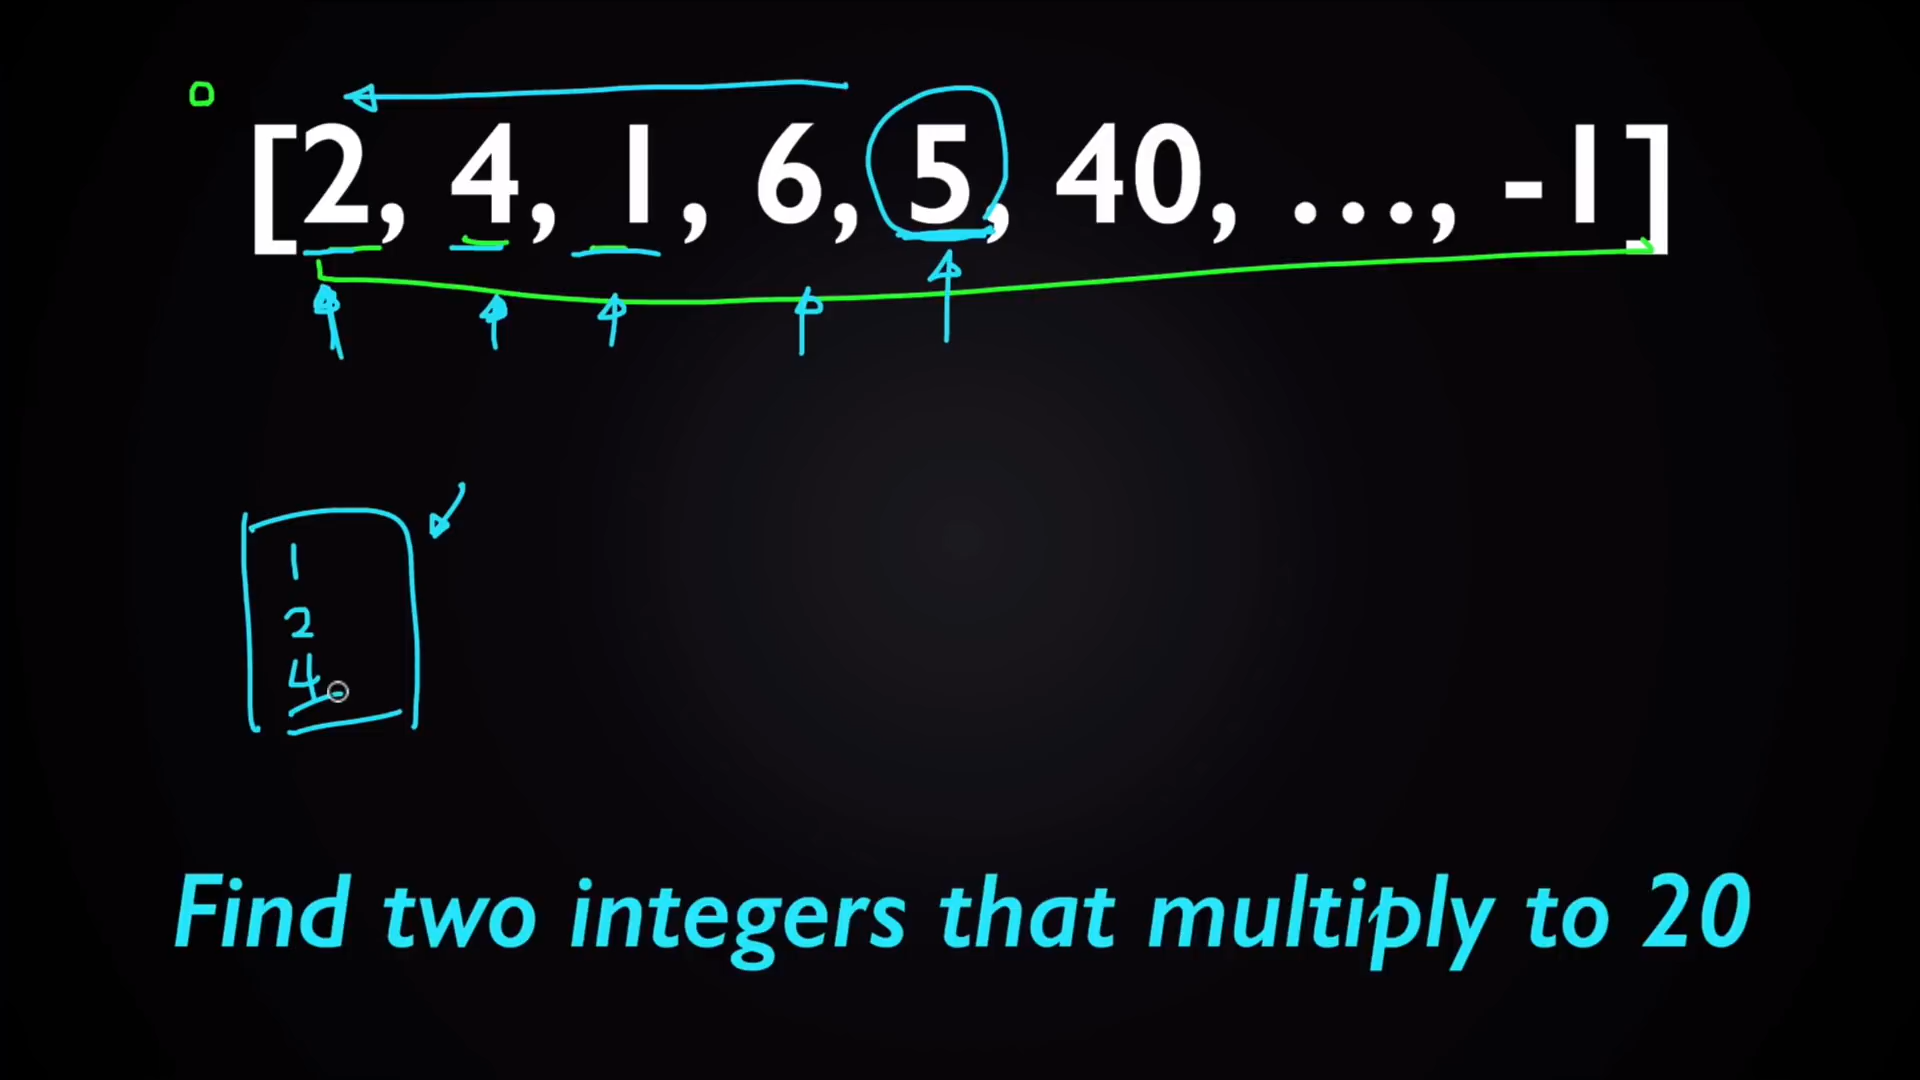 [2, 4, 1, 6, 5, 40, ..., -1]
1
2
4
Find two integers that multiply to 20